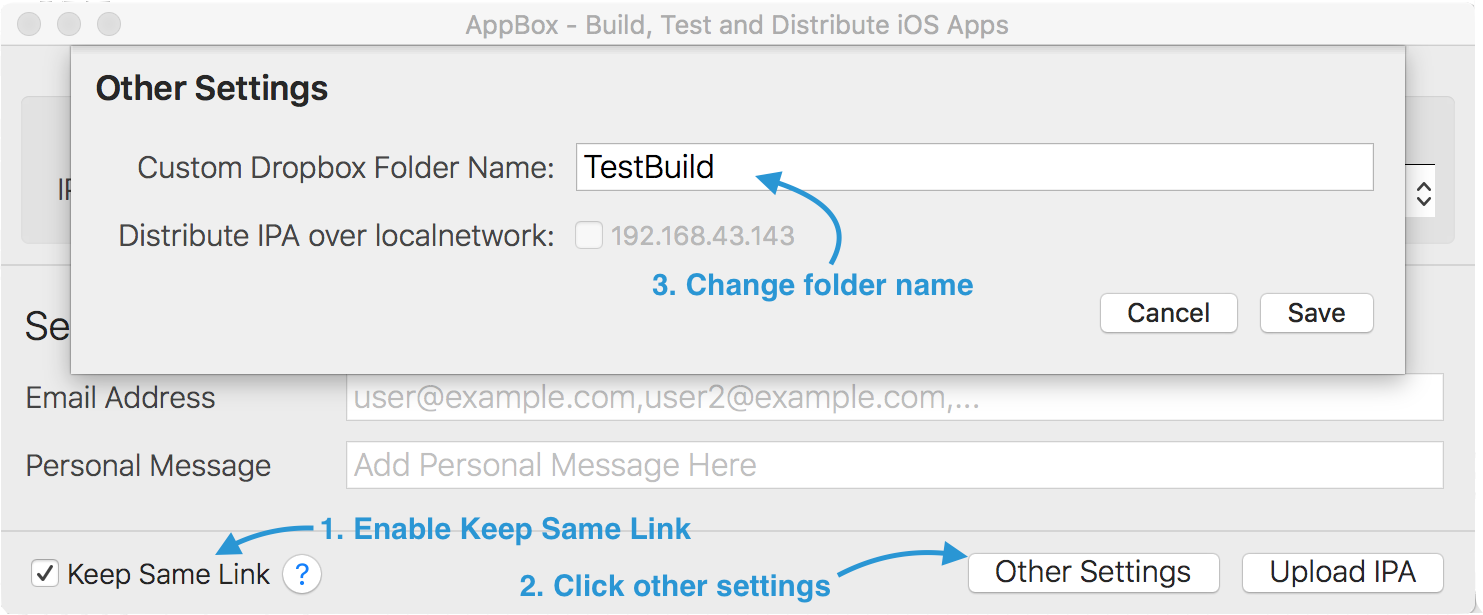 AppBox - Build, Test and Distribute iOS Apps
Other Settings
Custom Dropbox Folder Name: TestBuild
Distribute IPA over localnetwork: 192.168.43.143
3. Change folder name
Cancel Save
Se
Email Address user@example.com,user2@example.com,...
Personal Message Add Personal Message Here
1. Enable Keep Same Link
Keep Same Link ? Other Settings Upload IPA
2. Click other settings